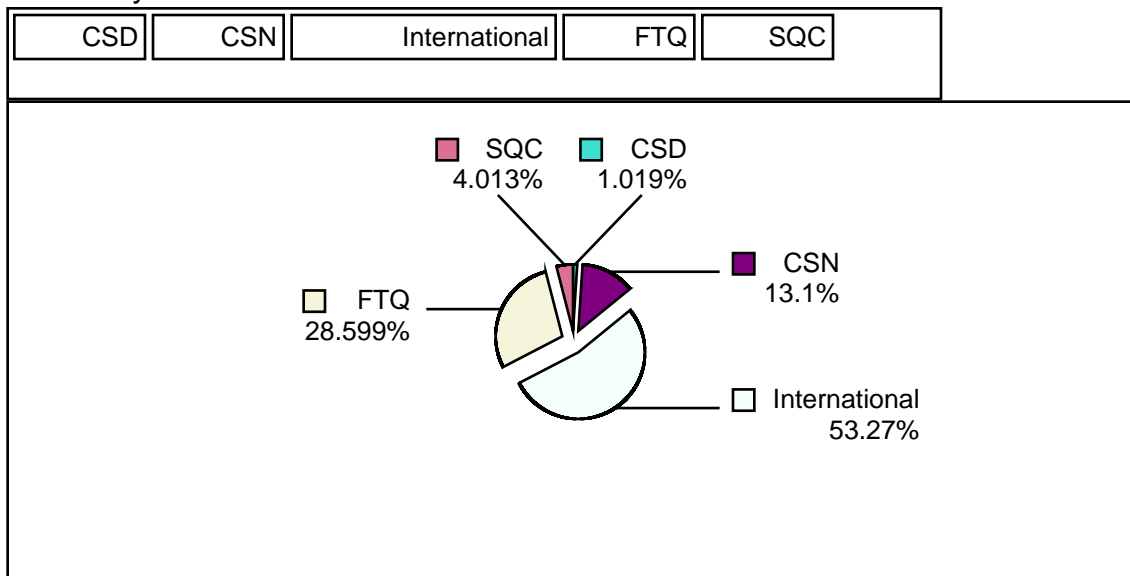 CSD CSN International FTQ SQC
SQC CSD
4.013% 1.019%
CSN
13.1%
FTQ
28.599%
International
53.27%